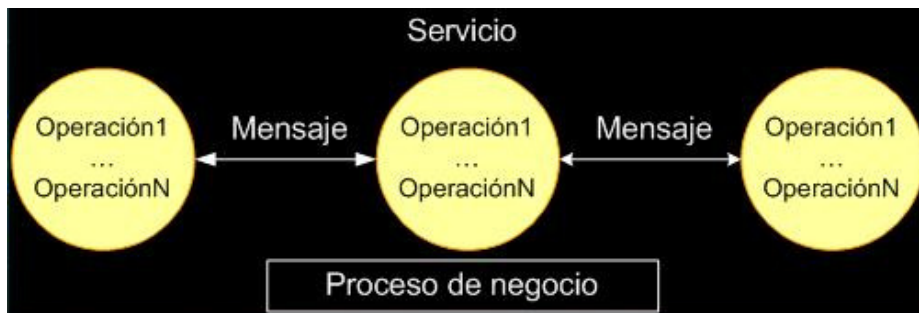 Servicio
Operación1
...
OperaciónN
Mensaje
Operación1
...
OperaciónN
Mensaje
Operación1
...
OperaciónN
Proceso de negocio